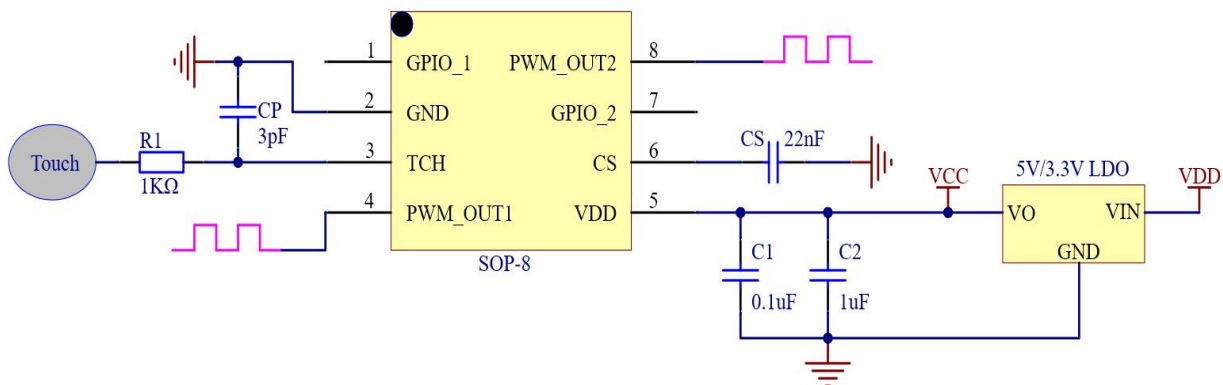 1
GPIO_1
PWM_OUT2
8
2
GND
GPIO_2
7
CP
3pF
R1
Touch
1KΩ
3
TCH
CS
6
CS
22nF
4
PWM_OUT1
VDD
5
SOP-8
VCC
5V/3.3V LDO
VDD
VO
VIN
GND
C1
0.1uF
C2
1uF